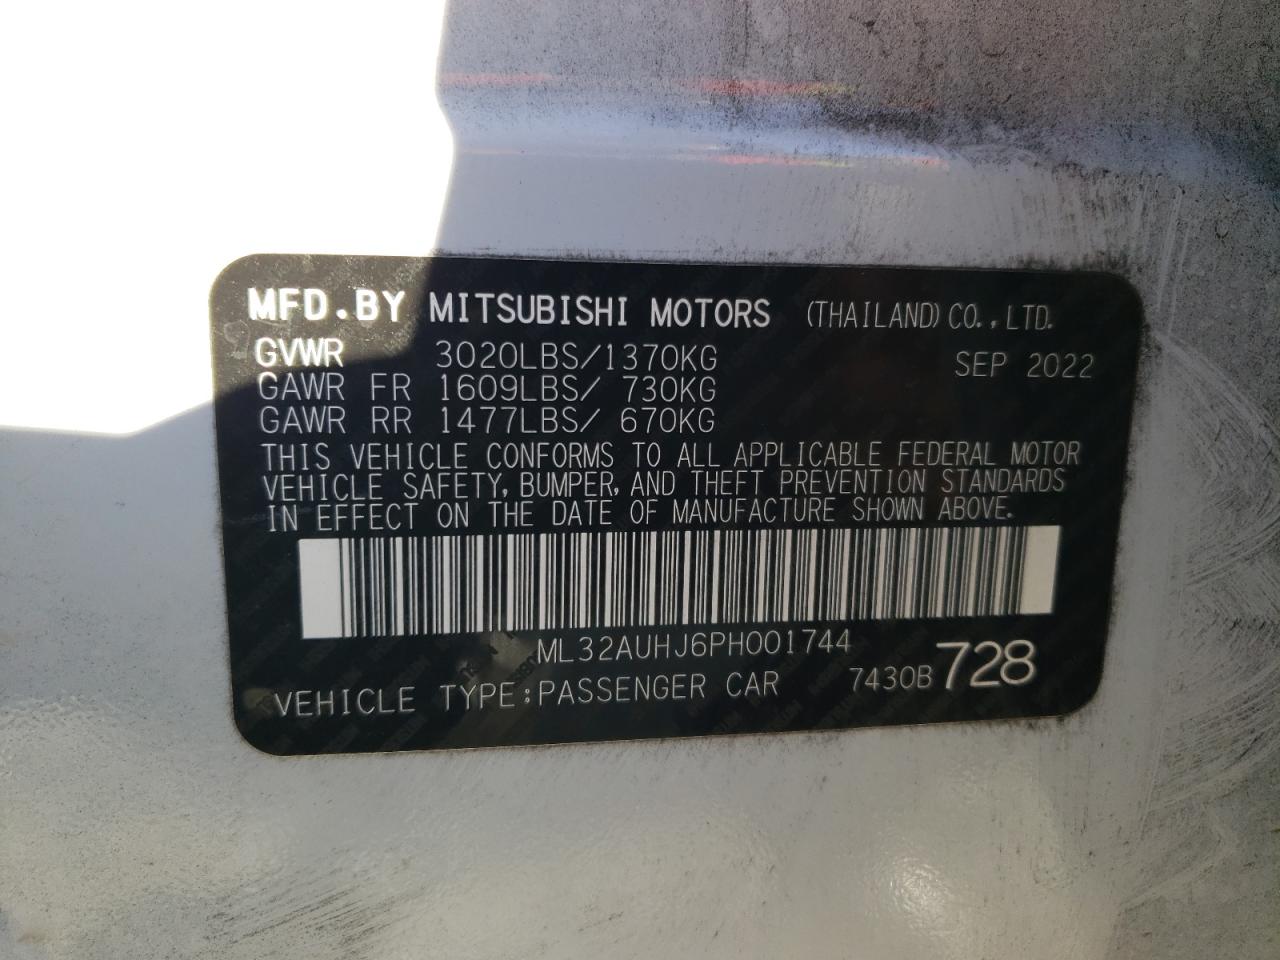 MFD.BY MITSUBISHI MOTORS (THAILAND) CO., LTD.
GVWR 3020LBS/1370KG SEP 2022
GAWR FR 1609LBS/ 730KG
GAWR RR 1477LBS/ 670KG
THIS VEHICLE CONFORMS TO ALL APPLICABLE FEDERAL MOTOR
VEHICLE SAFETY, BUMPER, AND THEFT PREVENTION STANDARDS
IN EFFECT ON THE DATE OF MANUFACTURE SHOWN ABOVE.
ML32AUHJ6PH001744
VEHICLE TYPE:PASSENGER CAR 7430B 728